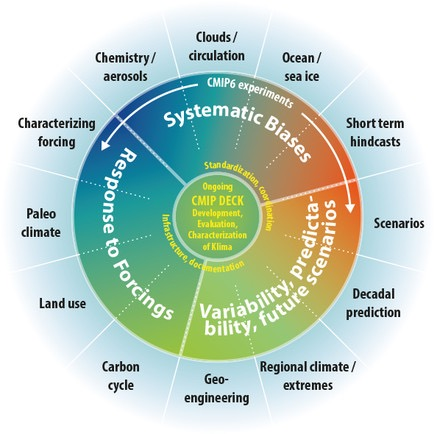 Clouds /
circulation
Ocean /
sea ice
Short term
hindcasts
Scenarios
Decadal
prediction
Regional climate /
extremes
Geo-
engineering
Carbon
cycle
Land use
Paleo
climate
Characterizing
forcing
Chemistry /
aerosols
CMIP6 experiments
Systematic Biases
Variability, predicta-
bility, future scenarios
Response to Forcings
Standardization, coordination
Infrastructure, documentation
Ongoing
CMIP DECK
Development,
Evaluation,
Characterization
of Klima